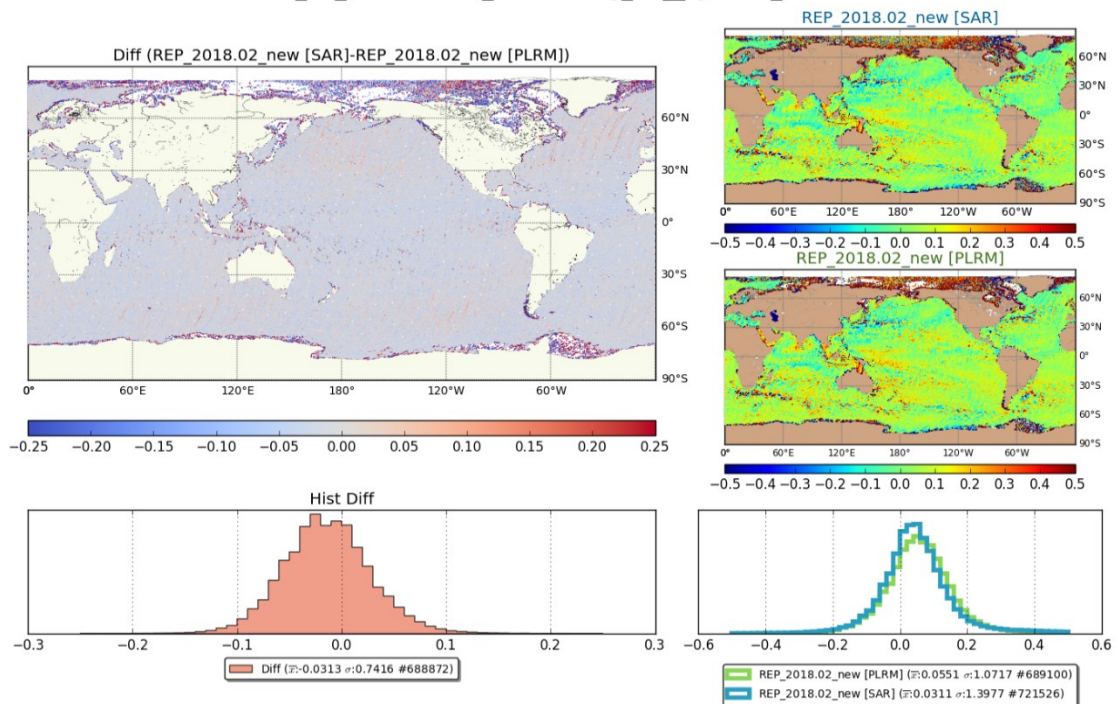 REP_2018.02_new [SAR]
Diff (REP_2018.02_new [SAR]-REP_2018.02_new [PLRM])
60°N
30°N
0°
30°S
60°S
90°S
0° 60°E 120°E 180° 120°W 60°W
−0.25 −0.20 −0.15 −0.10 −0.05 0.00 0.05 0.10 0.15 0.20 0.25
60°N
30°N
0°
30°S
60°S
90°S
0° 60°E 120°E 180° 120°W 60°W
−0.5 −0.4 −0.3 −0.2 −0.1 0.0 0.1 0.2 0.3 0.4 0.5
REP_2018.02_new [PLRM]
60°N
30°N
0°
30°S
60°S
90°S
0° 60°E 120°E 180° 120°W 60°W
−0.5 −0.4 −0.3 −0.2 −0.1 0.0 0.1 0.2 0.3 0.4 0.5
Hist Diff
−0.3 −0.2 −0.1 0.0 0.1 0.2 0.3
Diff (x̅:-0.0313 σ:0.7416 #688872)
−0.6 −0.4 −0.2 0.0 0.2 0.4 0.6
REP_2018.02_new [PLRM] (x̅:0.0551 σ:1.0717 #689100)
REP_2018.02_new [SAR] (x̅:0.0311 σ:1.3977 #721526)